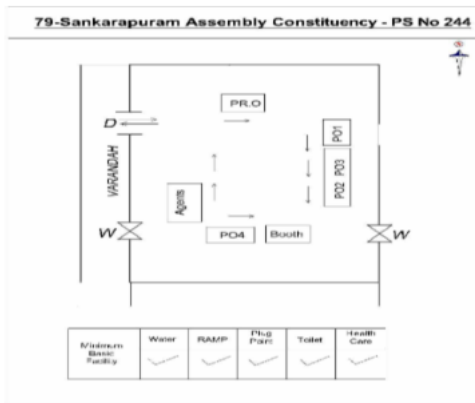 79-Sankarapuram Assembly Constituency - PS No 244
N
PR.O
D
PO1
PO2 PO3
VARANDAH
Agents
W
PO4
Booth
W
Minimum Basic Facility
Water
RAMP
Plug Point
Toilet
Health Care